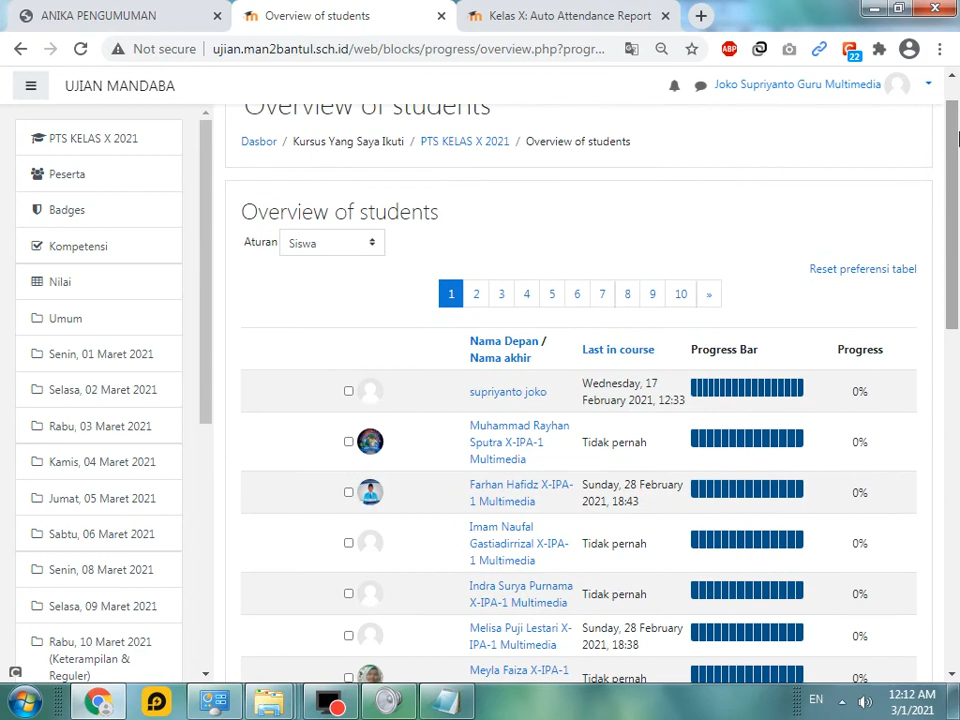 ANIKA PENGUMUMAN
Overview of students
Kelas X: Auto Attendance Report
Not secure
ujian.man2bantul.sch.id/web/blocks/progress/overview.php?progr...
ABP
22
UJIAN MANDABA
Joko Supriyanto Guru Multimedia
PTS KELAS X 2021
Peserta
Badges
Kompetensi
Nilai
Umum
Senin, 01 Maret 2021
Selasa, 02 Maret 2021
Rabu, 03 Maret 2021
Kamis, 04 Maret 2021
Jumat, 05 Maret 2021
Sabtu, 06 Maret 2021
Senin, 08 Maret 2021
Selasa, 09 Maret 2021
Rabu, 10 Maret 2021
(Keterampilan &
Reguler)
Overview of students
Dasbor / Kursus Yang Saya Ikuti / PTS KELAS X 2021 / Overview of students
Overview of students
Aturan Siswa
Reset preferensi tabel
1 2 3 4 5 6 7 8 9 10 »
Nama Depan /
Nama akhir
Last in course
Progress Bar
Progress
supriyanto joko
Wednesday, 17
February 2021, 12:33
0%
Muhammad Rayhan
Sputra X-IPA-1
Multimedia
Tidak pernah
0%
Farhan Hafidz X-IPA-
1 Multimedia
Sunday, 28 February
2021, 18:43
0%
Imam Naufal
Gastiadirrizal X-IPA-
1 Multimedia
Tidak pernah
0%
Indra Surya Purnama
X-IPA-1 Multimedia
Tidak pernah
0%
Melisa Puji Lestari X-
IPA-1 Multimedia
Sunday, 28 February
2021, 18:38
0%
Meyla Faiza X-IPA-1
Tidak pernah
0%
EN
12:12 AM
3/1/2021